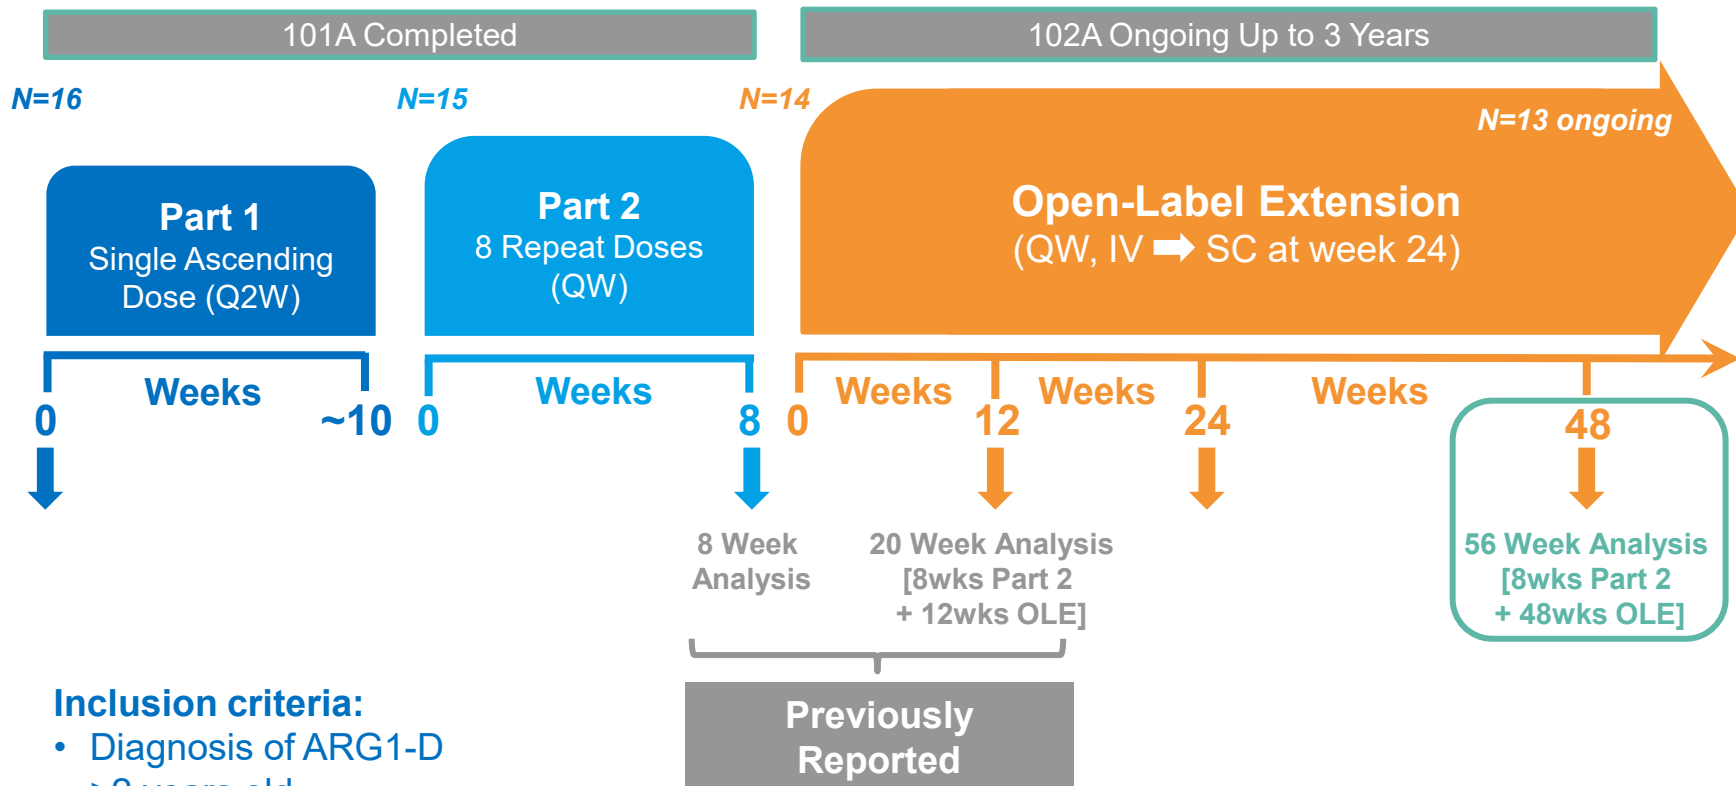 101A Completed
102A Ongoing Up to 3 Years
N=16
N=15
N=14
N=13 ongoing
Part 1
Single Ascending
Dose (Q2W)
Part 2
8 Repeat Doses
(QW)
Open-Label Extension
(QW, IV ➡ SC at week 24)
Weeks
0
~10
Weeks
0
8
Weeks
Weeks
Weeks
0
12
24
48
8 Week
Analysis
20 Week Analysis
[8wks Part 2
+ 12wks OLE]
56 Week Analysis
[8wks Part 2
+ 48wks OLE]
Previously
Reported
Inclusion criteria:
• Diagnosis of ARG1-D
years old